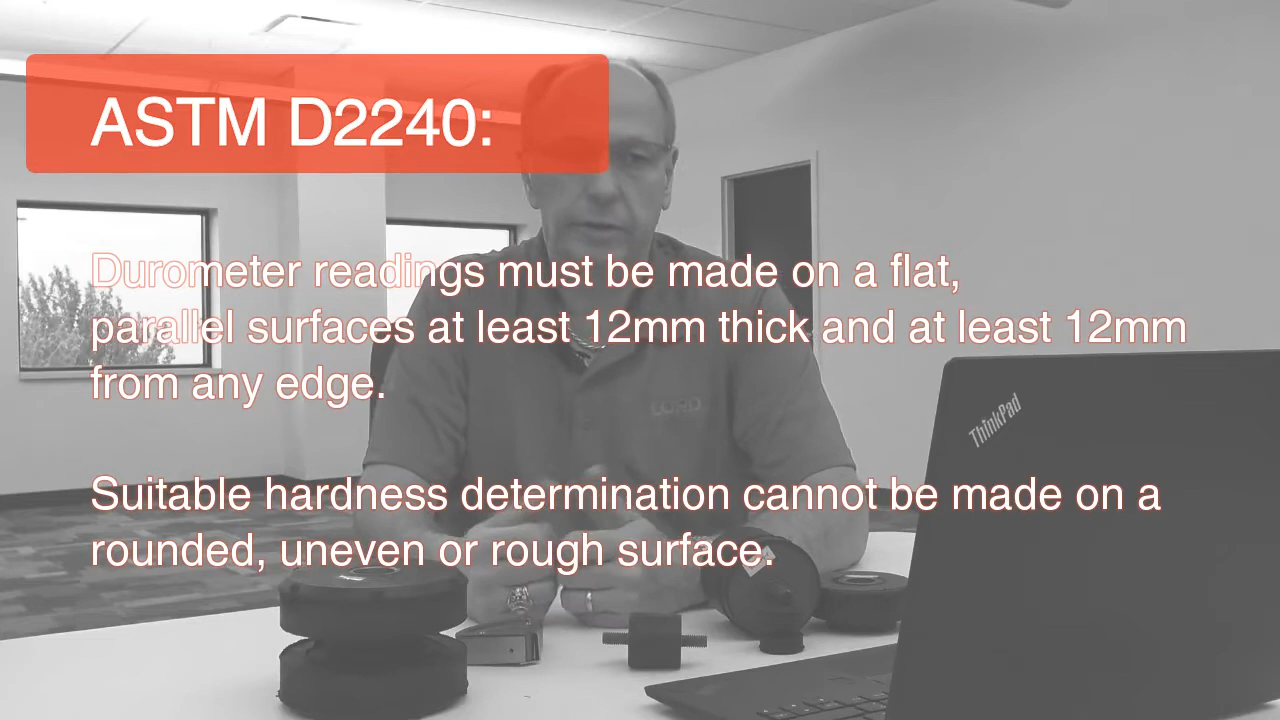 ASTM D2240:
Durometer readings must be made on a flat,
parallel surfaces at least 12mm thick and at least 12mm
from any edge.
Suitable hardness determination cannot be made on a
rounded, uneven or rough surface.
LORD
ThinkPad